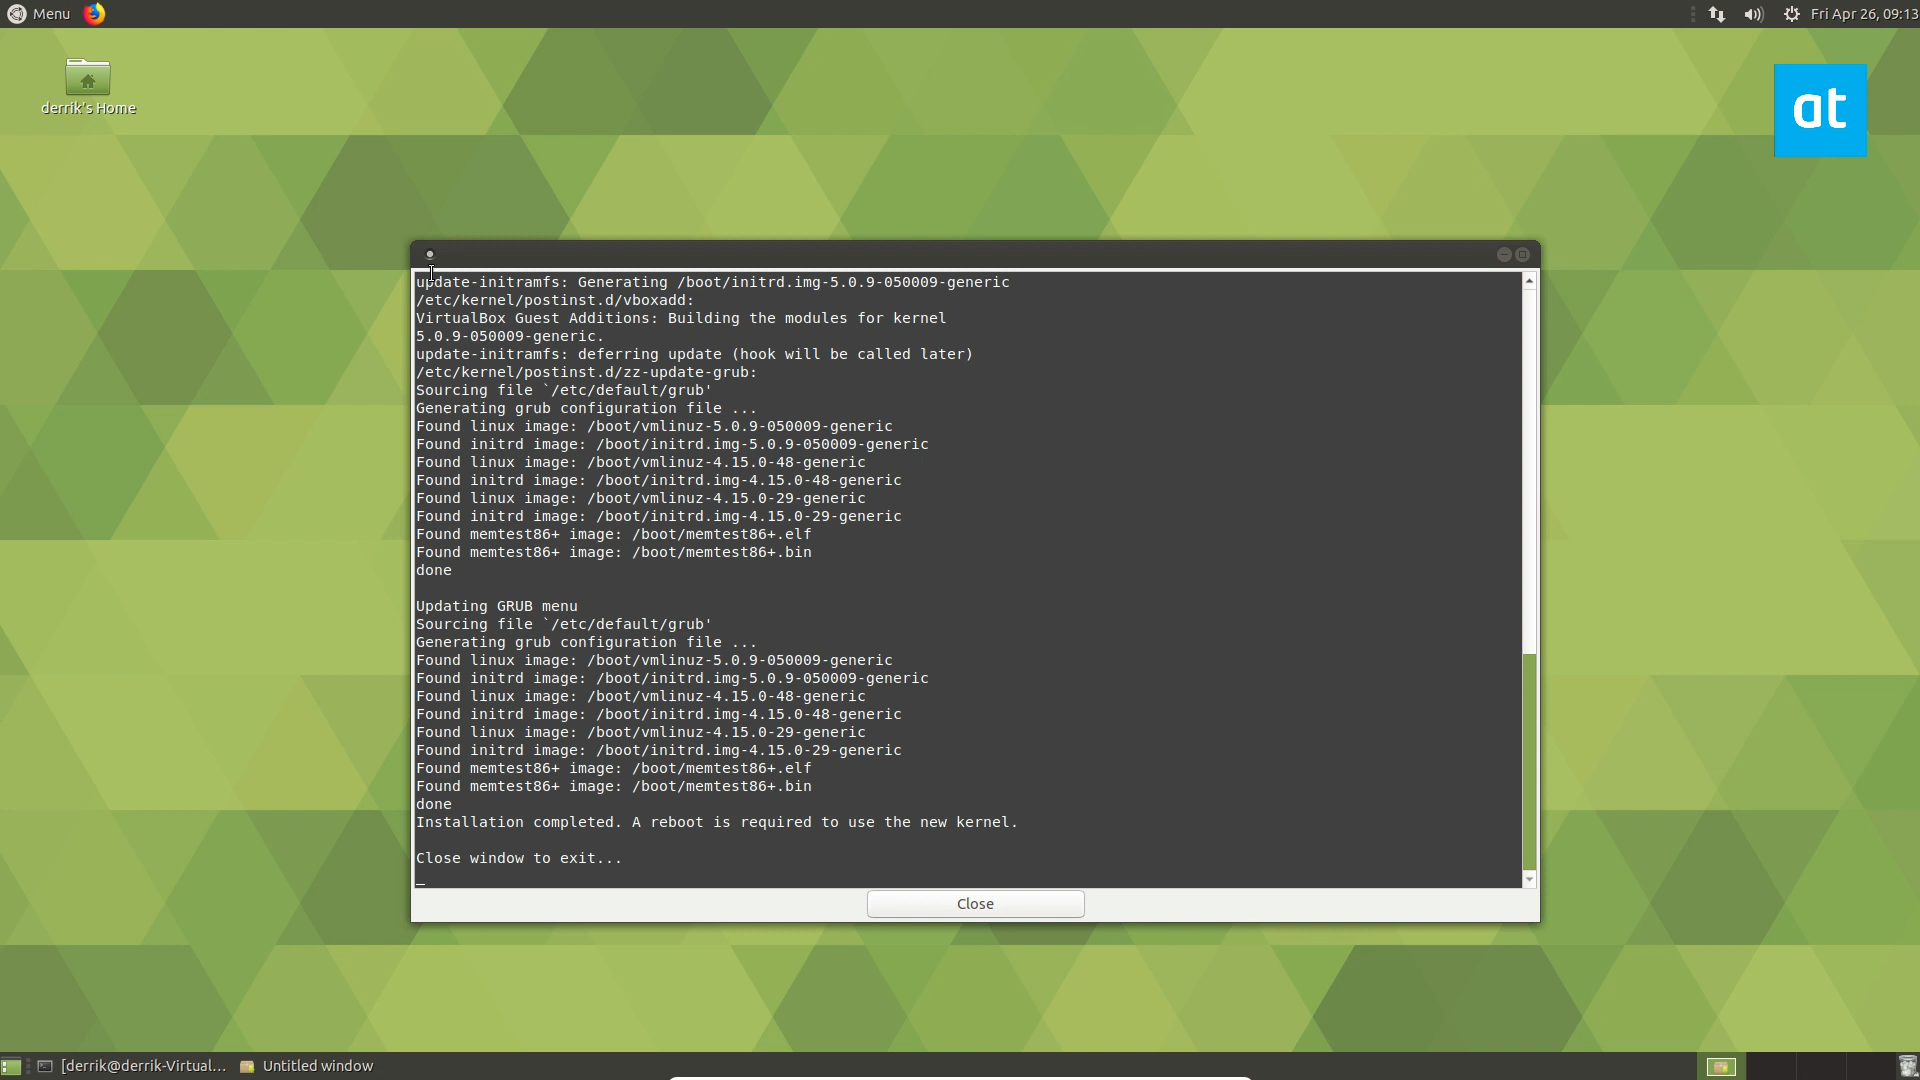 Menu
Fri Apr 26, 09:13
derrik's Home
at
update-initramfs: Generating /boot/initrd.img-5.0.9-050009-generic
/etc/kernel/postinst.d/vboxadd:
VirtualBox Guest Additions: Building the modules for kernel
5.0.9-050009-generic.
update-initramfs: deferring update (hook will be called later)
/etc/kernel/postinst.d/zz-update-grub:
Sourcing file `/etc/default/grub'
Generating grub configuration file ...
Found linux image: /boot/vmlinuz-5.0.9-050009-generic
Found initrd image: /boot/initrd.img-5.0.9-050009-generic
Found linux image: /boot/vmlinuz-4.15.0-48-generic
Found initrd image: /boot/initrd.img-4.15.0-48-generic
Found linux image: /boot/vmlinuz-4.15.0-29-generic
Found initrd image: /boot/initrd.img-4.15.0-29-generic
Found memtest86+ image: /boot/memtest86+.elf
Found memtest86+ image: /boot/memtest86+.bin
done
Updating GRUB menu
Sourcing file `/etc/default/grub'
Generating grub configuration file ...
Found linux image: /boot/vmlinuz-5.0.9-050009-generic
Found initrd image: /boot/initrd.img-5.0.9-050009-generic
Found linux image: /boot/vmlinuz-4.15.0-48-generic
Found initrd image: /boot/initrd.img-4.15.0-48-generic
Found linux image: /boot/vmlinuz-4.15.0-29-generic
Found initrd image: /boot/initrd.img-4.15.0-29-generic
Found memtest86+ image: /boot/memtest86+.elf
Found memtest86+ image: /boot/memtest86+.bin
done
Installation completed. A reboot is required to use the new kernel.
Close window to exit...
Close
[derrik@derrik-Virtual...
Untitled window